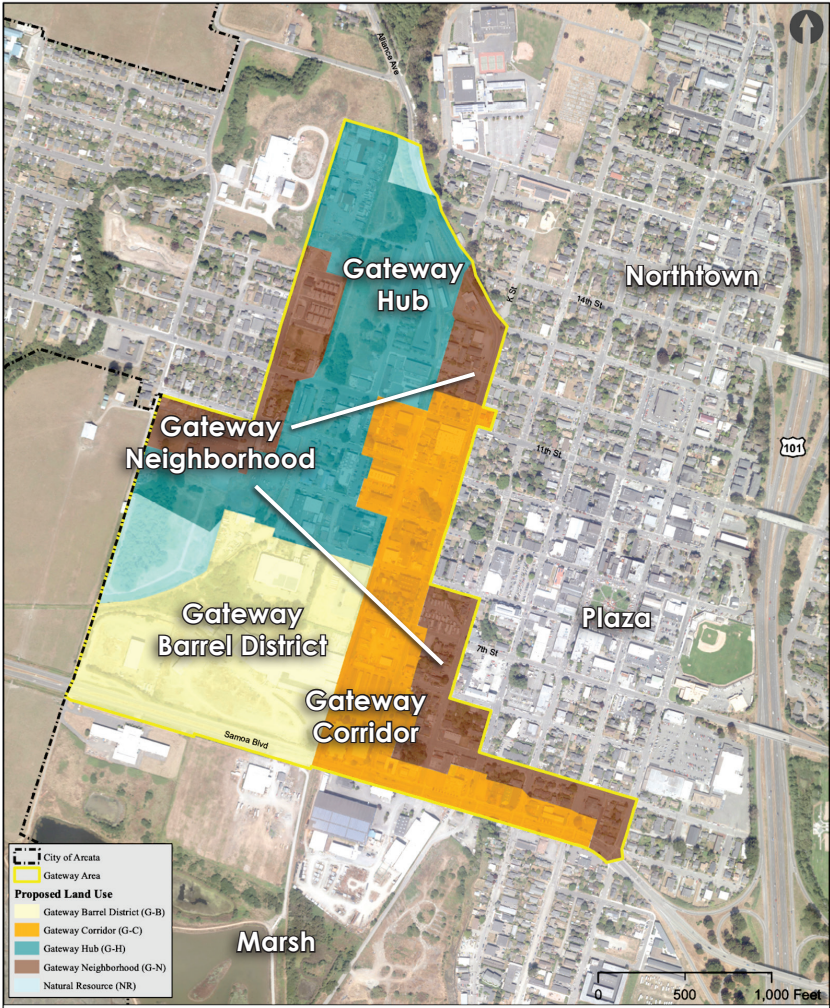 Alliance Ave
Gateway
Hub
Northtown
K St
14th St
Gateway
Neighborhood
11th St
101
Gateway
Barrel District
Plaza
7th St
Gateway
Corridor
Samoa Blvd
City of Arcata
Gateway Area
Proposed Land Use
Gateway Barrel District (G-B)
Gateway Corridor (G-C)
Gateway Hub (G-H)
Gateway Neighborhood (G-N)
Natural Resource (NR)
Marsh
0 500 1,000 Feet